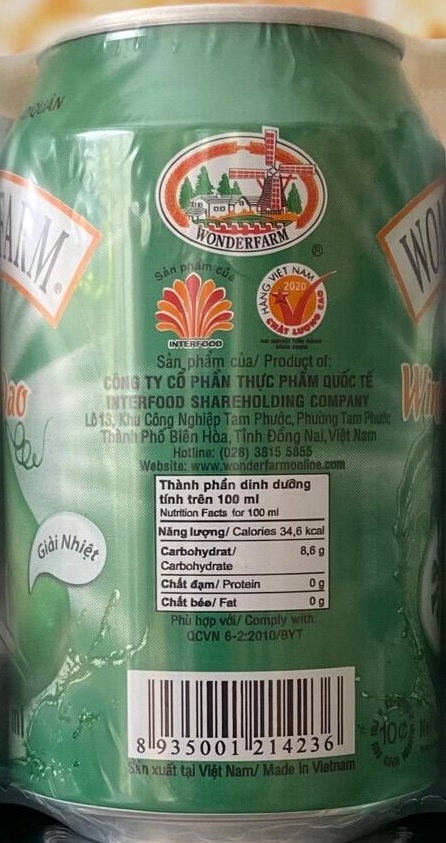 FARM®
WONDERFARM
®
Sản phẩm của
INTERFOOD
HÀNG VIỆT NAM
2020
CHẤT LƯỢNG CAO
Sản phẩm của/ Product of:
CÔNG TY CỔ PHẦN THỰC PHẨM QUỐC TẾ
INTERFOOD SHAREHOLDING COMPANY
Lô 13, Khu Công Nghiệp Tam Phước, Phường Tam Phước
Thành Phố Biên Hòa, Tỉnh Đồng Nai, Việt Nam
Hotline: (028) 3815 5855
Website: www.wonderfarmonline.com
Thành phần dinh dưỡng
tính trên 100 ml
Nutrition Facts for 100 ml
Năng lượng/ Calories 34,6 kcal
Carbohydrat/ 8,6 g
Carbohydrate
Chất đạm/ Protein 0 g
Chất béo/ Fat 0 g
Phù hợp với/ Comply with:
QCVN 6-2:2010/BYT
Giải Nhiệt
8 935001 214236
Sản xuất tại Việt Nam/ Made in Vietnam
ml
10¢